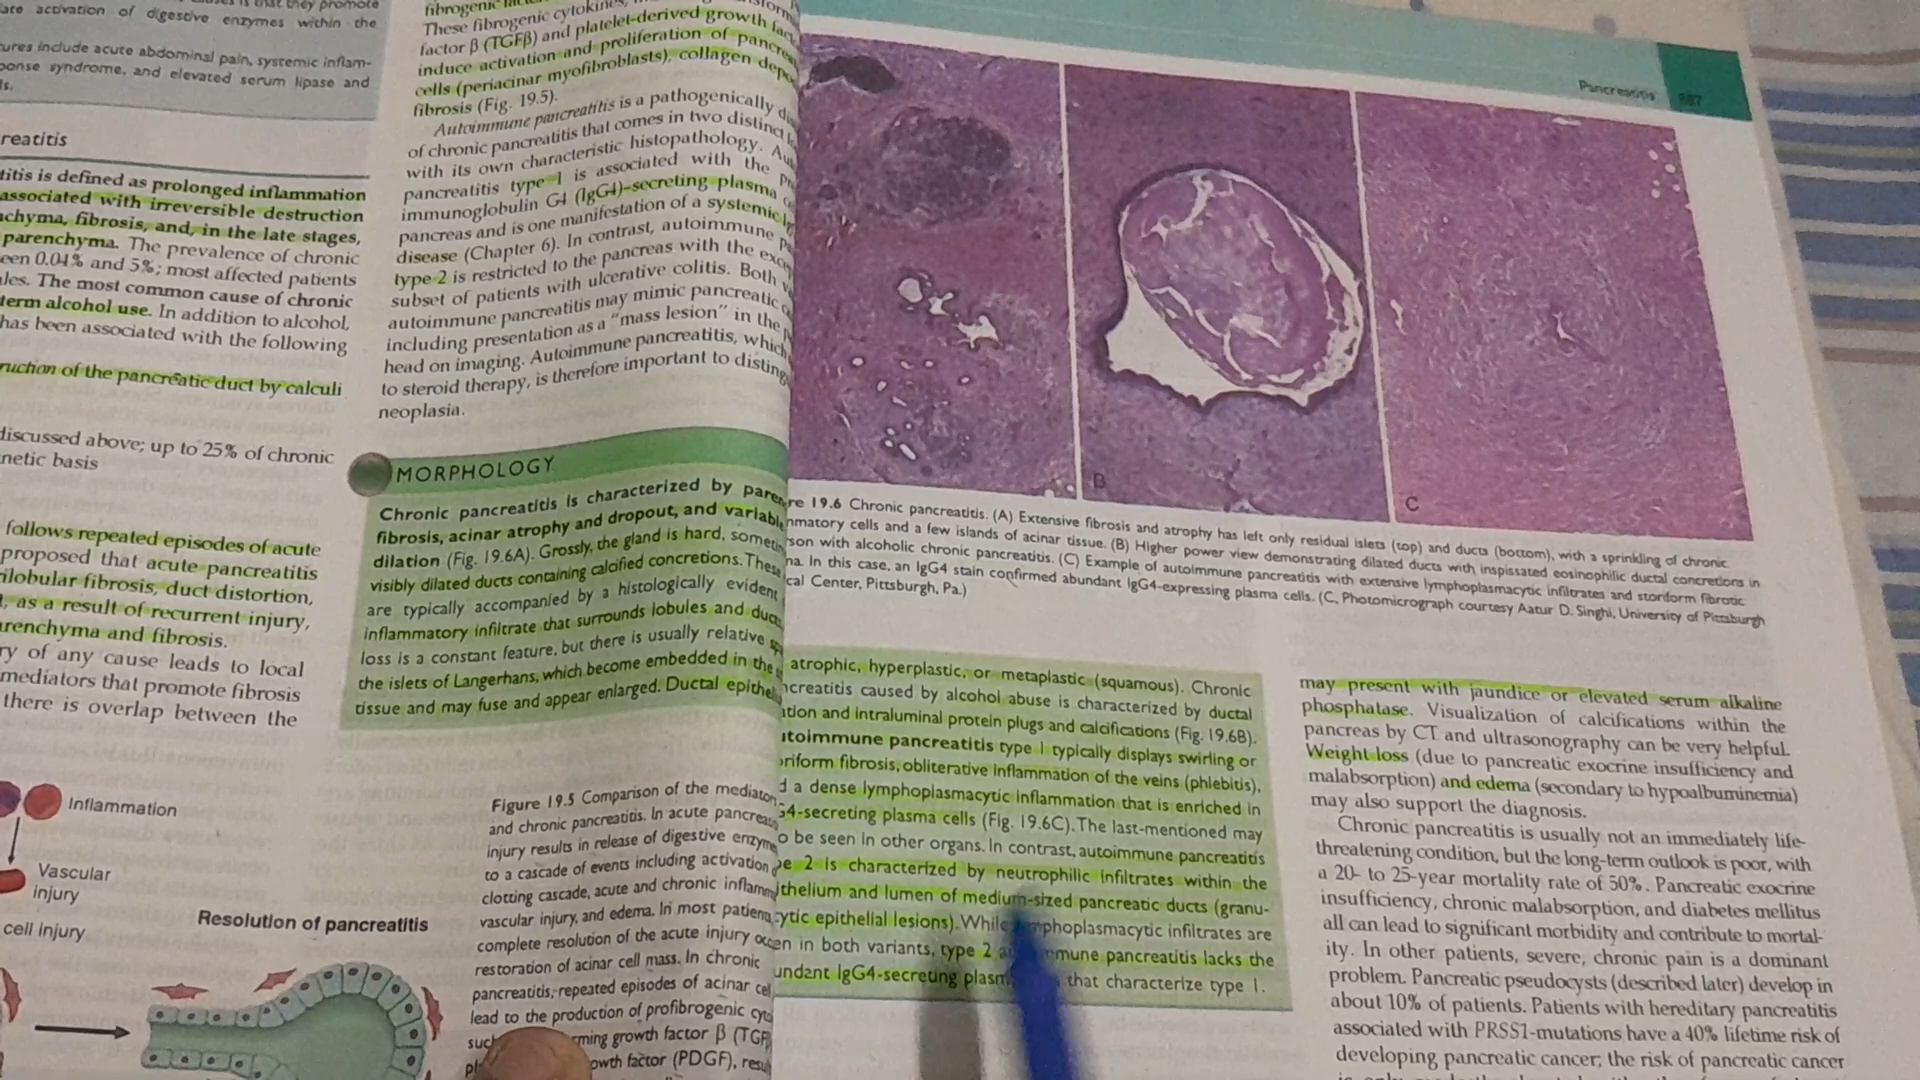 ate activation of digestive enzymes within the
ures include acute abdominal pain, systemic inflam-
ponse syndrome, and elevated serum lipase and
reatitis
titis is defined as prolonged inflammation
associated with irreversible destruction
chyma, fibrosis, and, in the late stages,
parenchyma. The prevalence of chronic
een 0.04% and 5%; most affected patients
ales. The most common cause of chronic
term alcohol use. In addition to alcohol,
has been associated with the following
ruction of the pancreatic duct by calculi
discussed above; up to 25% of chronic
netic basis
follows repeated episodes of acute
proposed that acute pancreatitis
rilobular fibrosis, duct distortion,
, as a result of recurrent injury,
arenchyma and fibrosis.
ry of any cause leads to local
mediators that promote fibrosis
there is overlap between the
Inflammation
Vascular
injury
cell injury
Resolution of pancreatitis
fibrogenic
These fibrogenic cytokines,
factor β (TGFβ) and platelet-derived growth
induce activation and proliferation of
cells (periacinar myofibroblasts), collagen
fibrosis (Fig. 19.5).
Autoimmune pancreatitis is a pathogenically
of chronic pancreatitis that comes in two distinct
with its own characteristic histopathology.
pancreatitis type 1 is associated with the
immunoglobulin G4 (IgG4)-secreting plasma
pancreas and is one manifestation of a systemic
disease (Chapter 6). In contrast, autoimmune
type 2 is restricted to the pancreas with the
subset of patients with ulcerative colitis. Both
autoimmune pancreatitis may mimic pancreatic
including presentation as a “mass lesion” in the
head on imaging. Autoimmune pancreatitis, which
to steroid therapy, is therefore important to
neoplasia.
MORPHOLOGY
Chronic pancreatitis is characterized by
fibrosis, acinar atrophy and dropout, and
dilation (Fig. 19.6A). Grossly, the gland is hard,
visibly dilated ducts containing calcified concretions. These
are typically accompanied by a histologically evident
inflammatory infiltrate that surrounds lobules and
loss is a constant feature, but there is usually relative
the islets of Langerhans, which become embedded in the
tissue and may fuse and appear enlarged. Ductal
Figure 19.5 Comparison of the
and chronic pancreatitis. In acute
injury results in release of digestive
to a cascade of events including activation
clotting cascade, acute and chronic
vascular injury, and edema. In most
complete resolution of the acute injury
restoration of acinar cell mass. In chronic
pancreatitis, repeated episodes of acinar
lead to the production of profibrogenic
growth factor β
factor (PDGF),
Pancreatitis 887
B
C
re 19.6 Chronic pancreatitis. (A) Extensive fibrosis and atrophy has left only residual islets (top) and ducts (bottom), with a sprinkling of chronic
nmatory cells and a few islands of acinar tissue. (B) Higher power view demonstrating dilated ducts with inspissated eosinophilic ductal concretions in
rson with alcoholic chronic pancreatitis. (C) Example of autoimmune pancreatitis with extensive lymphoplasmacytic infiltrates and storiform fibrotic
na. In this case, an IgG4 stain confirmed abundant IgG4-expressing plasma cells. (C, Photomicrograph courtesy Aatur D. Singhi, University of Pittsburgh
cal Center, Pittsburgh, Pa.)
atrophic, hyperplastic, or metaplastic (squamous). Chronic
ncreatitis caused by alcohol abuse is characterized by ductal
ation and intraluminal protein plugs and calcifications (Fig. 19.6B).
utoimmune pancreatitis type 1 typically displays swirling or
oriform fibrosis, obliterative inflammation of the veins (phlebitis),
d a dense lymphoplasmacytic inflammation that is enriched in
G4-secreting plasma cells (Fig. 19.6C). The last-mentioned may
o be seen in other organs. In contrast, autoimmune pancreatitis
pe 2 is characterized by neutrophilic infiltrates within the
ithelium and lumen of medium-sized pancreatic ducts (granu-
cytic epithelial lesions). While infiltrates are
en in both variants, type 2 pancreatitis lacks the
undant IgG4-secreting that characterize type 1.
may present with jaundice or elevated serum alkaline
phosphatase. Visualization of calcifications within the
pancreas by CT and ultrasonography can be very helpful.
Weight loss (due to pancreatic exocrine insufficiency and
malabsorption) and edema (secondary to hypoalbuminemia)
may also support the diagnosis.
Chronic pancreatitis is usually not an immediately life-
threatening condition, but the long-term outlook is poor, with
a 20- to 25-year mortality rate of 50%. Pancreatic exocrine
insufficiency, chronic malabsorption, and diabetes mellitus
all can lead to significant morbidity and contribute to mortal-
ity. In other patients, severe, chronic pain is a dominant
problem. Pancreatic pseudocysts (described later) develop in
about 10% of patients. Patients with hereditary pancreatitis
associated with PRSS1-mutations have a 40% lifetime risk of
developing pancreatic cancer; the risk of pancreatic cancer